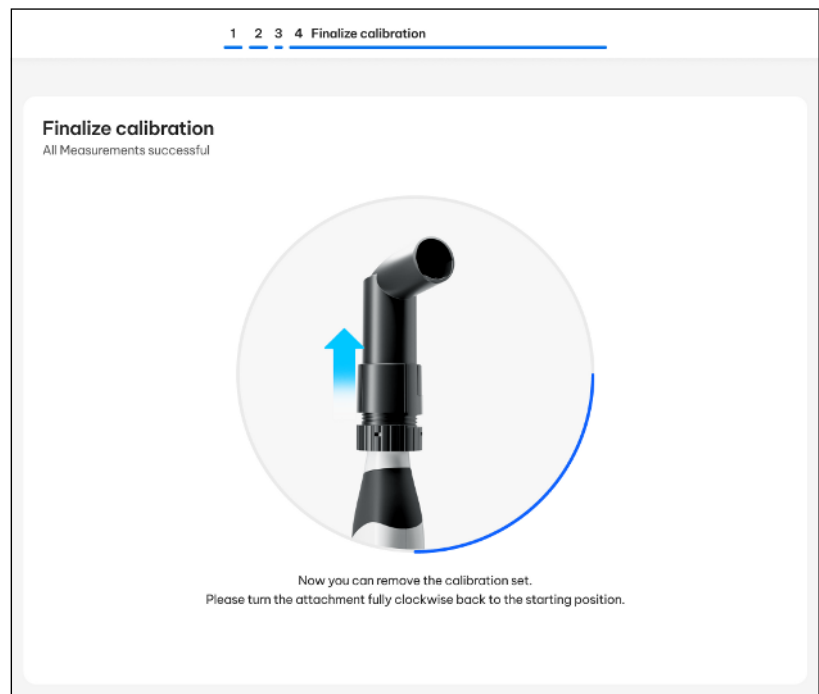 1 2 3 4 Finalize calibration
Finalize calibration
All Measurements successful
Now you can remove the calibration set.
Please turn the attachment fully clockwise back to the starting position.